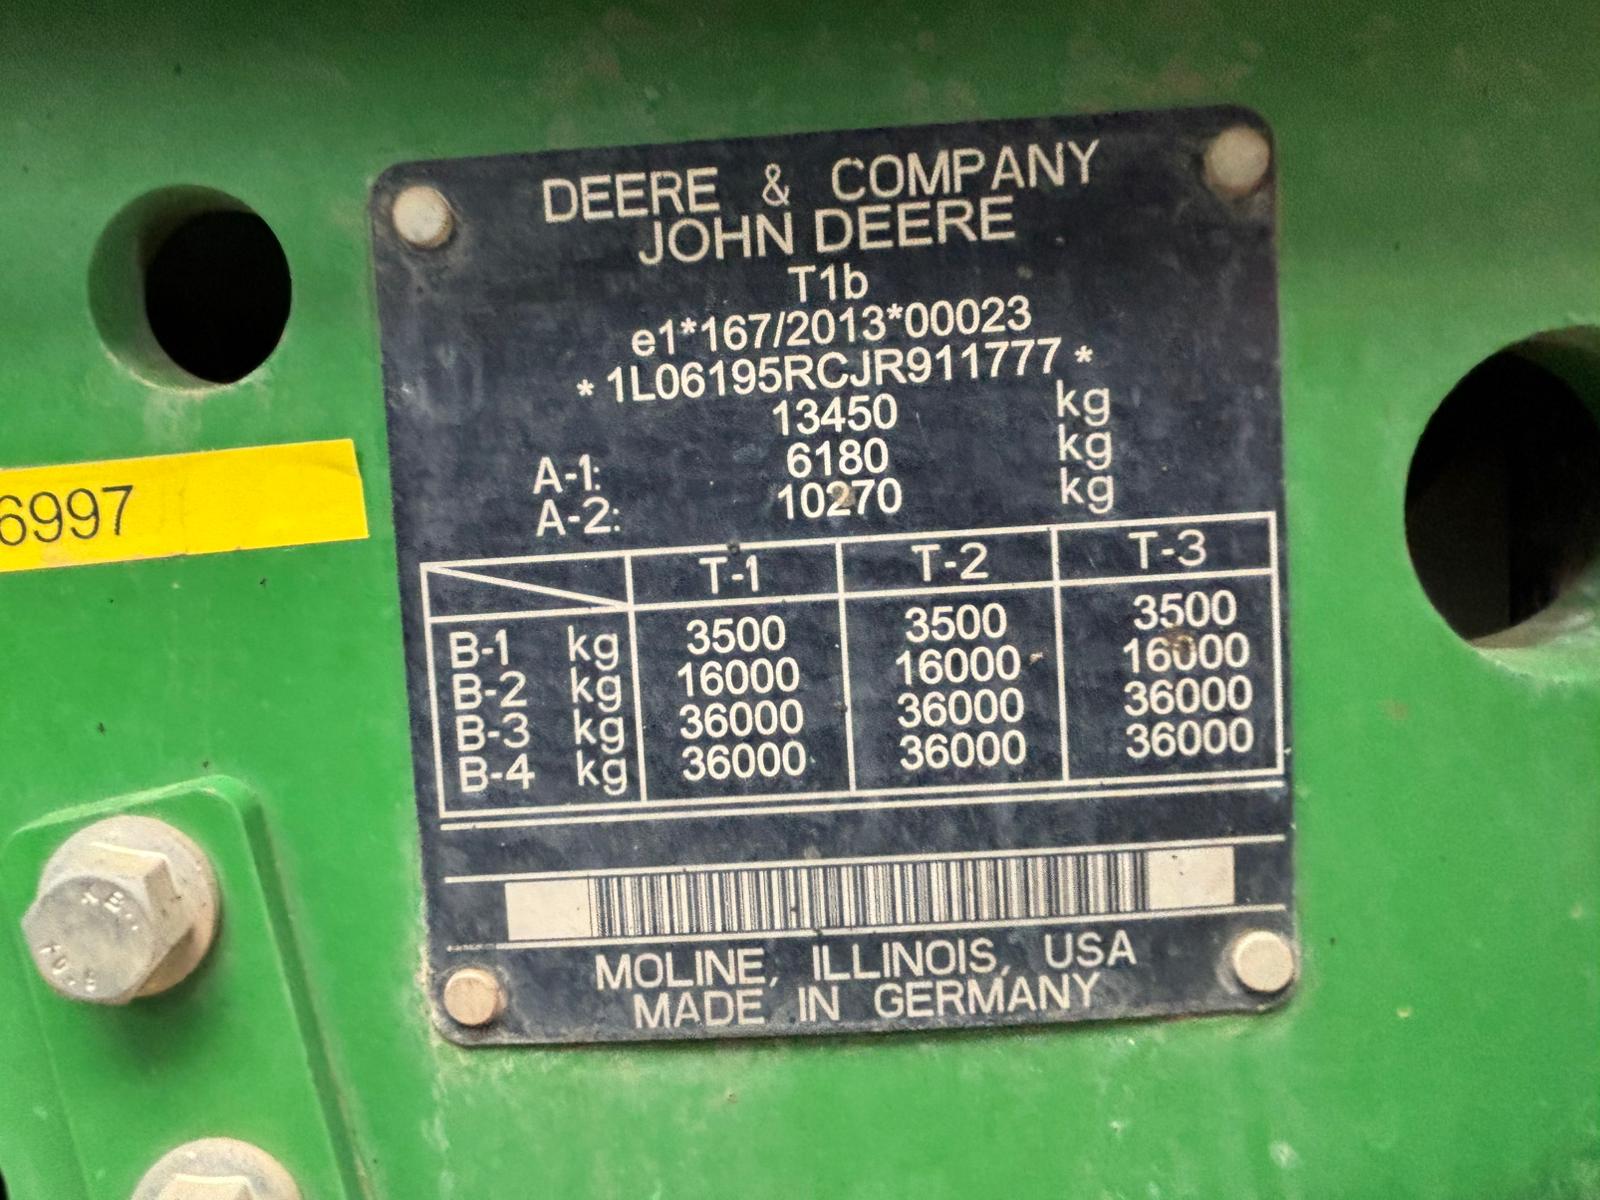 DEERE & COMPANY
JOHN DEERE
T1b
e1*167/2013*00023
* 1L06195RCJR911777 *
13450 kg
A-1: 6180 kg
A-2: 10270 kg
6997
T-1 T-2 T-3
B-1 kg 3500 3500 3500
B-2 kg 16000 16000 16000
B-3 kg 36000 36000 36000
B-4 kg 36000 36000 36000
MOLINE, ILLINOIS, USA
MADE IN GERMANY